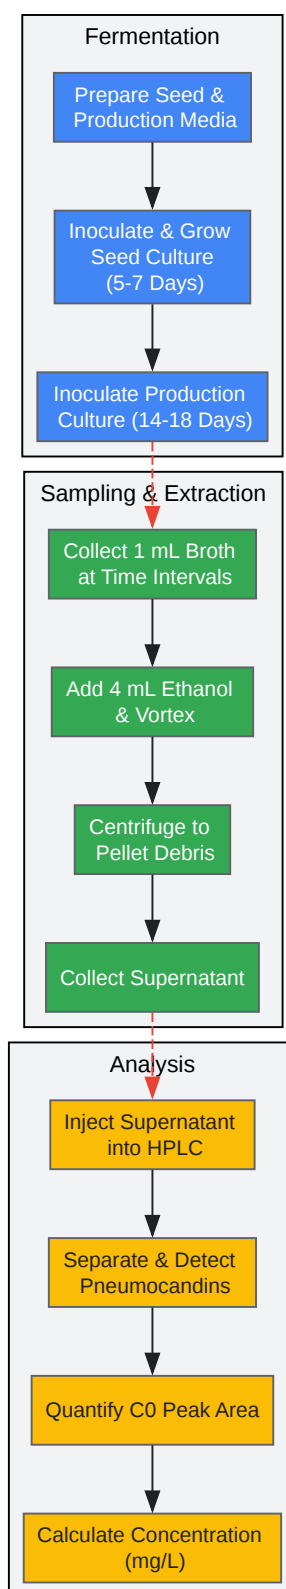 Fermentation
Prepare Seed &
Production Media
Inoculate & Grow
Seed Culture
(5-7 Days)
Inoculate Production
Culture (14-18 Days)
Sampling & Extraction
Collect 1 mL Broth
at Time Intervals
Add 4 mL Ethanol
& Vortex
Centrifuge to
Pellet Debris
Collect Supernatant
Analysis
Inject Supernatant
into HPLC
Separate & Detect
Pneumocandins
Quantify C0 Peak Area
Calculate Concentration
(mg/L)